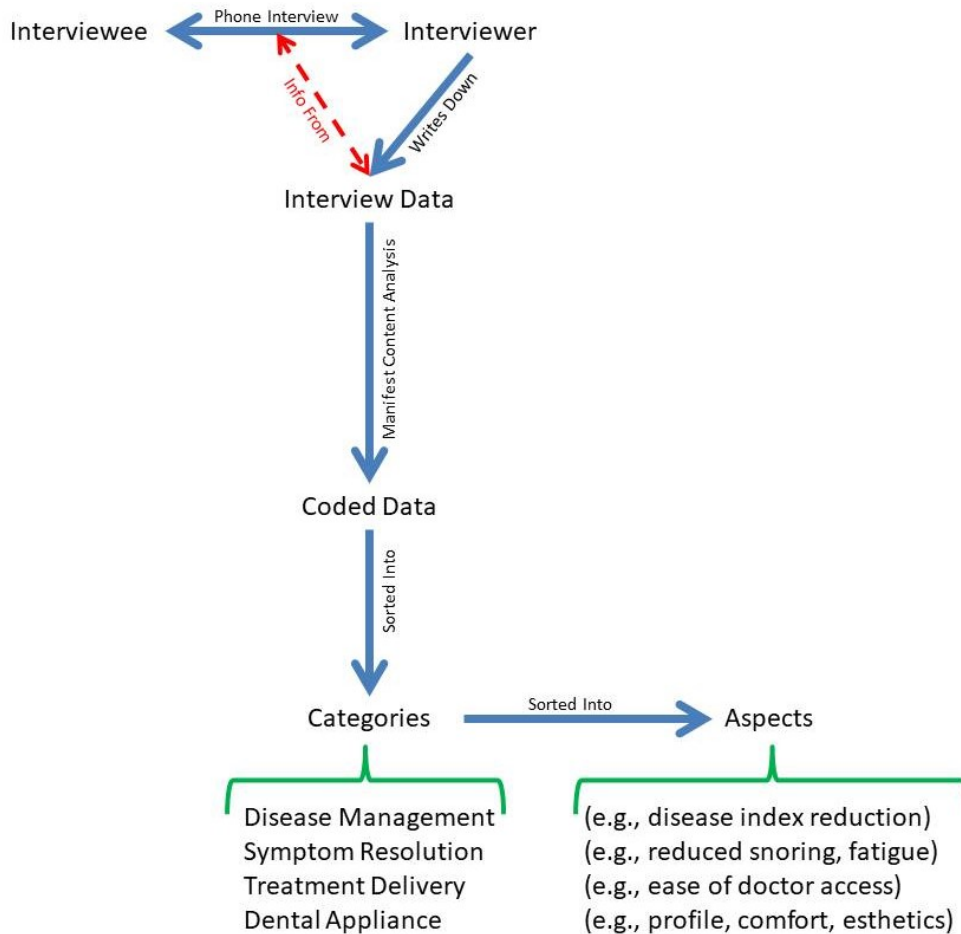 Phone Interview
Interviewee
Interviewer
Info From
Writes Down
Interview Data
Manifest Content Analysis
Coded Data
Sorted Into
Categories
Sorted Into
Aspects
Disease Management
(e.g., disease index reduction)
Symptom Resolution
(e.g., reduced snoring, fatigue)
Treatment Delivery
(e.g., ease of doctor access)
Dental Appliance
(e.g., profile, comfort, esthetics)